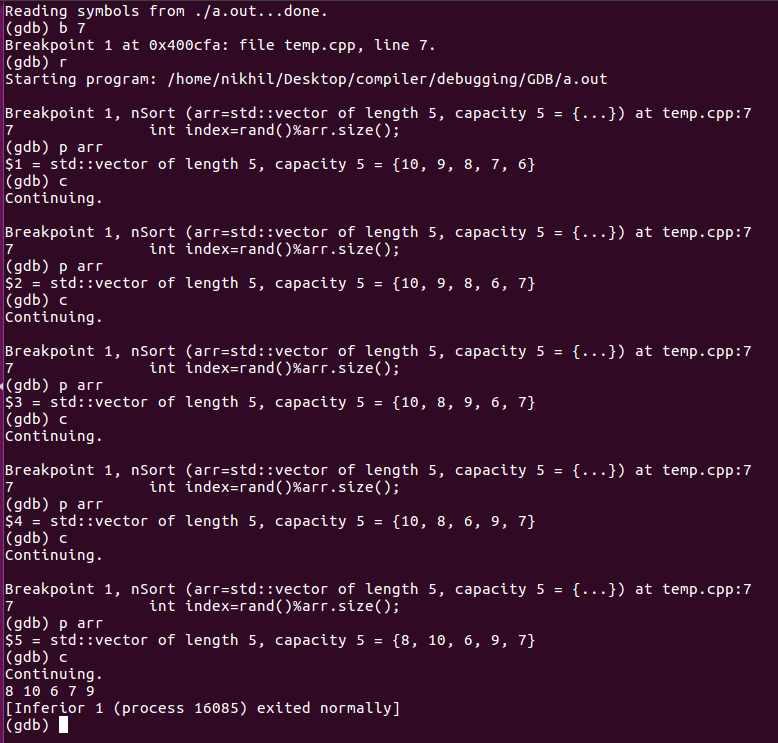 Reading symbols from ./a.out...done.
(gdb) b 7
Breakpoint 1 at 0x400cfa: file temp.cpp, line 7.
(gdb) r
Starting program: /home/nikhil/Desktop/compiler/debugging/GDB/a.out

Breakpoint 1, nSort (arr=std::vector of length 5, capacity 5 = {...}) at temp.cpp:7
7               int index=rand()%arr.size();
(gdb) p arr
$1 = std::vector of length 5, capacity 5 = {10, 9, 8, 7, 6}
(gdb) c
Continuing.

Breakpoint 1, nSort (arr=std::vector of length 5, capacity 5 = {...}) at temp.cpp:7
7               int index=rand()%arr.size();
(gdb) p arr
$2 = std::vector of length 5, capacity 5 = {10, 9, 8, 6, 7}
(gdb) c
Continuing.

Breakpoint 1, nSort (arr=std::vector of length 5, capacity 5 = {...}) at temp.cpp:7
7               int index=rand()%arr.size();
(gdb) p arr
$3 = std::vector of length 5, capacity 5 = {10, 8, 9, 6, 7}
(gdb) c
Continuing.

Breakpoint 1, nSort (arr=std::vector of length 5, capacity 5 = {...}) at temp.cpp:7
7               int index=rand()%arr.size();
(gdb) p arr
$4 = std::vector of length 5, capacity 5 = {10, 8, 6, 9, 7}
(gdb) c
Continuing.

Breakpoint 1, nSort (arr=std::vector of length 5, capacity 5 = {...}) at temp.cpp:7
7               int index=rand()%arr.size();
(gdb) p arr
$5 = std::vector of length 5, capacity 5 = {8, 10, 6, 9, 7}
(gdb) c
Continuing.
8 10 6 7 9
[Inferior 1 (process 16085) exited normally]
(gdb)